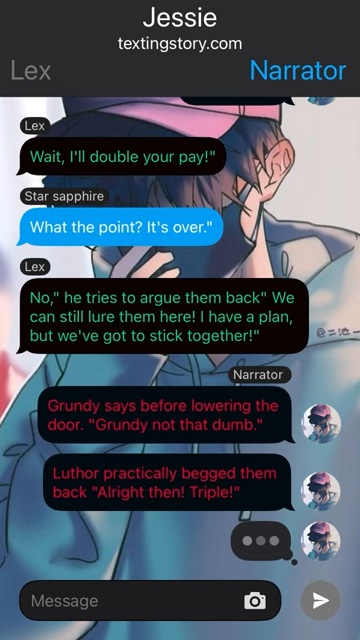 Jessie
textingstory.com
Lex
Narrator
Lex
Wait, I'll double your pay!"
Star sapphire
What the point? It's over."
Lex
No," he tries to argue them back" We
can still lure them here! I have a plan,
but we've got to stick together!"
Narrator
Grundy says before lowering the
door. "Grundy not that dumb."
Luthor practically begged them
back "Alright then! Triple!"
Message